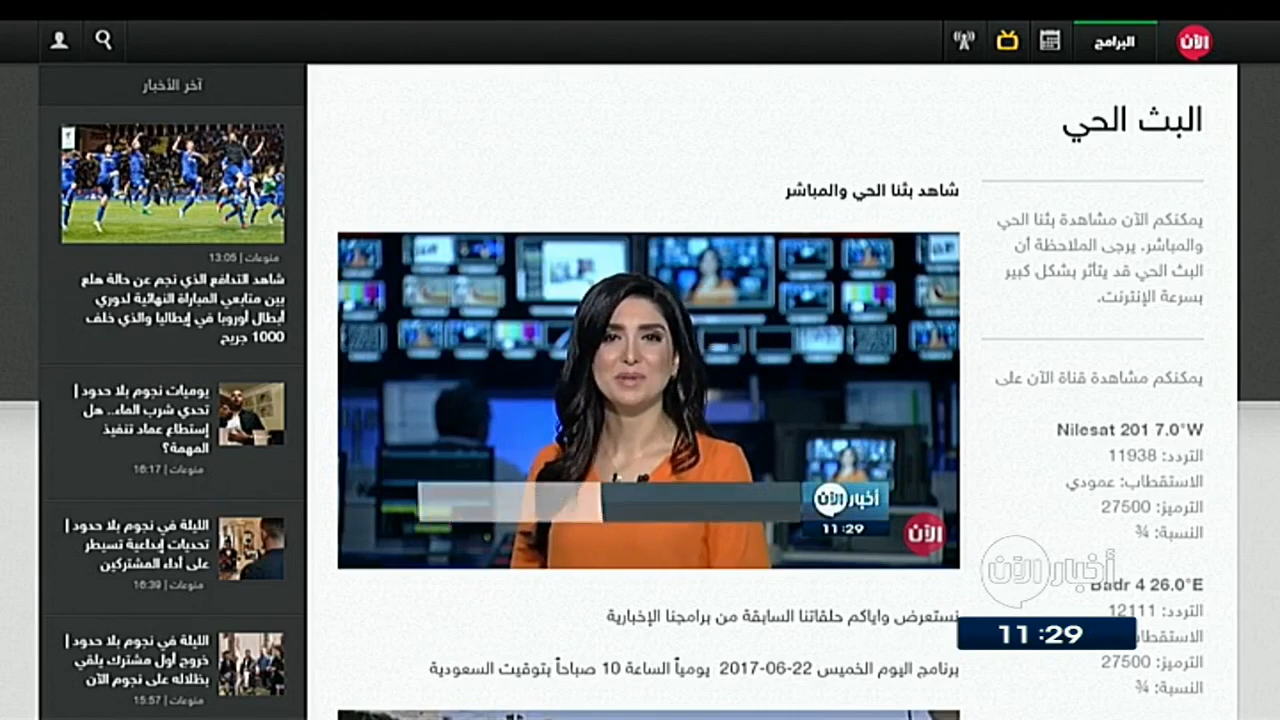 الآن
البرامج
البث الحي
يمكنكم الآن مشاهدة بثنا الحي
والمباشر. يرجى الملاحظة أن
البث الحي قد يتأثر بشكل كبير
بسرعة الإنترنت.
يمكنكم مشاهدة قناة الآن على
Nilesat 201 7.0°W
التردد: 11938
الاستقطاب: عمودي
الترميز: 27500
النسبة: ¾
Badr 4 26.0°E
التردد: 12111
الاستقطاب
الترميز: 27500
النسبة: ¾
أخبار الآن
11:29
شاهد بثنا الحي والمباشر
أخبار الآن
11:29
الآن
نستعرض واياكم حلقاتنا السابقة من برامجنا الإخبارية
برنامج اليوم الخميس 22-06-2017 يومياً الساعة 10 صباحاً بتوقيت السعودية
آخر الأخبار
منوعات | 13:05
شاهد التدافع الذي نجم عن حالة هلع
بين متابعي المباراة النهائية لدوري
أبطال أوروبا في إيطاليا والذي خلف
1000 جريح
يوميات نجوم بلا حدود |
تحدي شرب الماء.. هل
إستطاع عماد تنفيذ
المهمة؟
منوعات | 16:17
الليلة في نجوم بلا حدود |
تحديات إبداعية تسيطر
على أداء المشتركين
منوعات | 16:39
الليلة في نجوم بلا حدود |
خروج أول مشترك يلقي
بظلاله على نجوم الآن
منوعات | 15:57